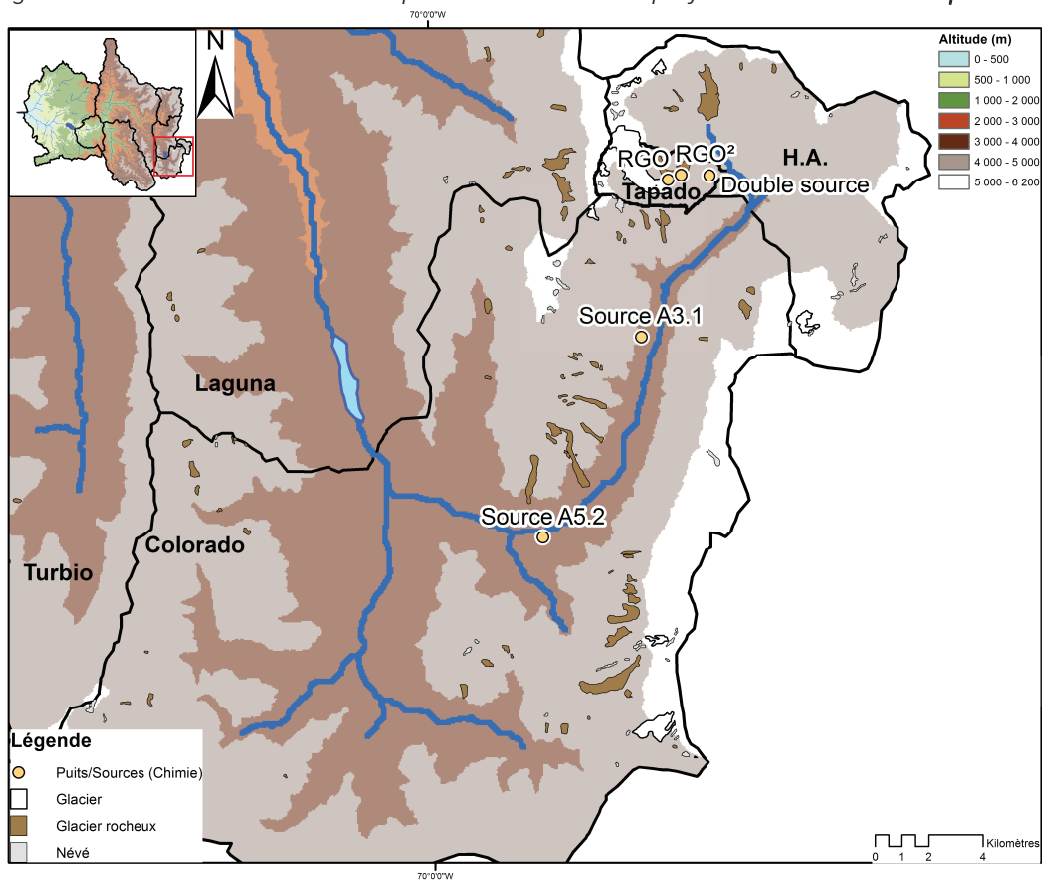 70°0'0"W
N
Altitude (m)
0 - 500
500 - 1 000
1 000 - 2 000
2 000 - 3 000
3 000 - 4 000
4 000 - 5 000
5 000 - 6 200
RGO RGO²
H.A.
Tapado
Double source
Source A3.1
Laguna
Source A5.2
Colorado
Turbio
Légende
Puits/Sources (Chimie)
Glacier
Glacier rocheux
Névé
Kilomètres
0 1 2 4
70°0'0"W